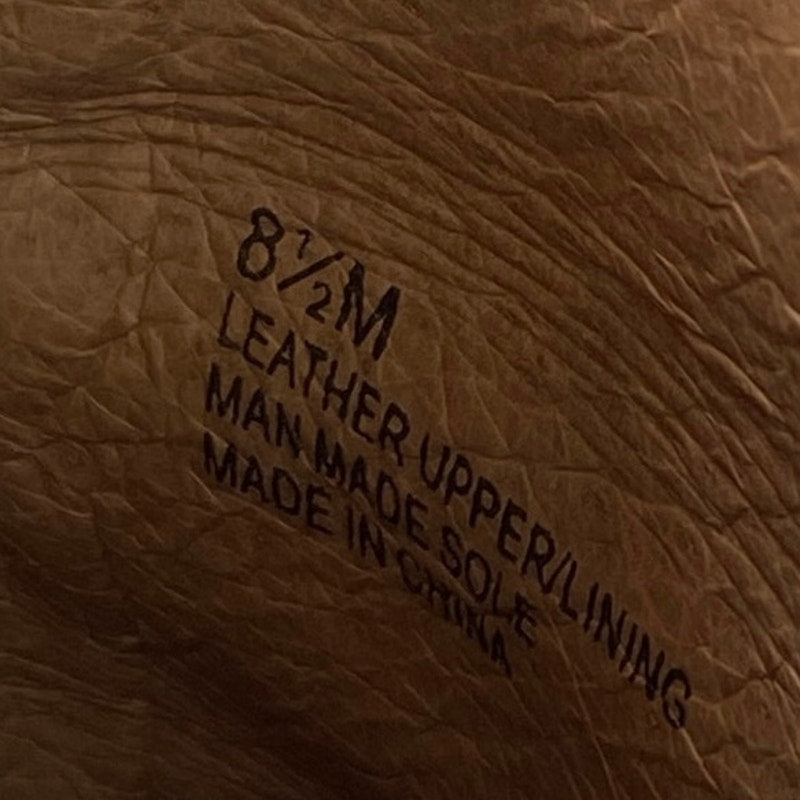 8½M
LEATHER UPPER/LINING
MAN MADE SOLE
MADE IN CHINA